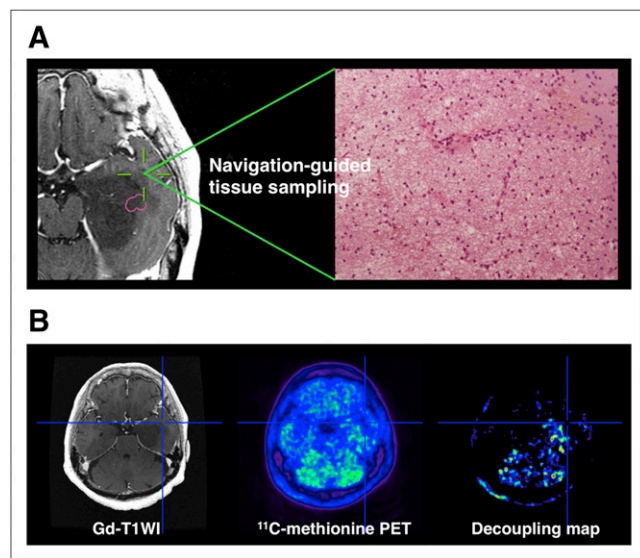 A
Navigation-guided
tissue sampling
B
Gd-T1WI
¹¹C-methionine PET
Decoupling map